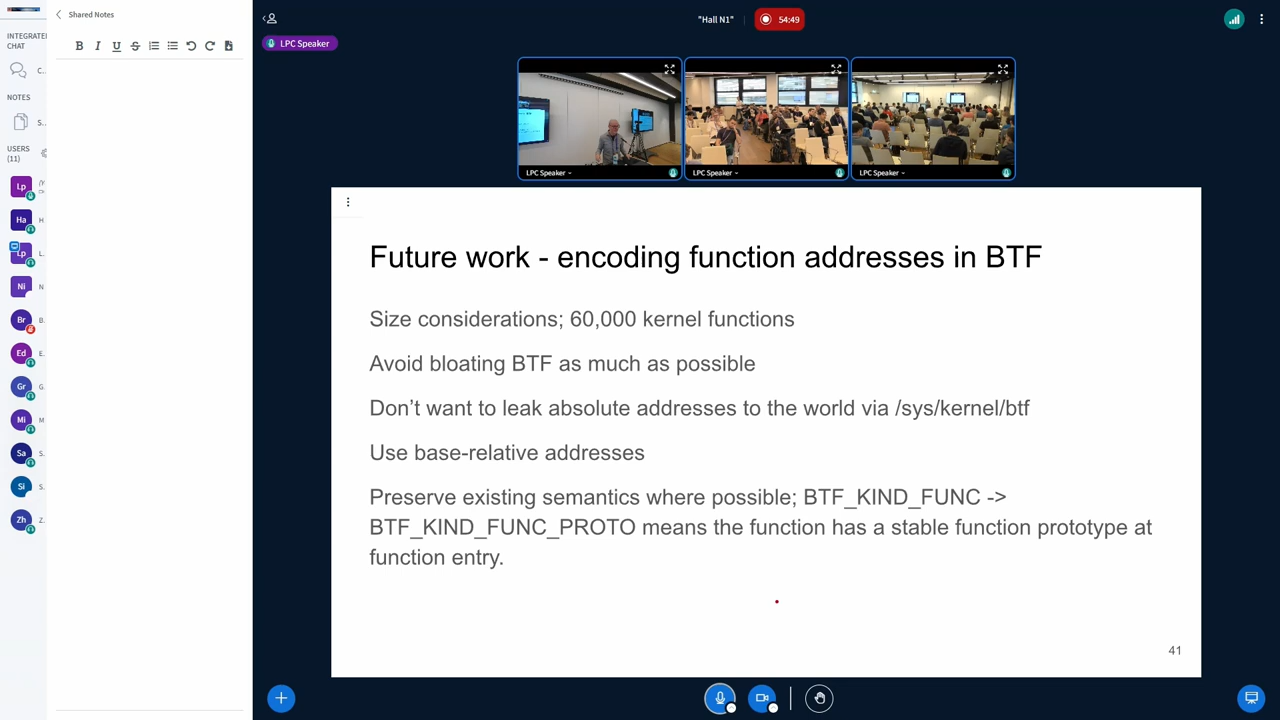 Shared Notes
"Hall N1"
54:49
INTEGRATE
CHAT
C..
LPC Speaker
NOTES
S..
USERS
(11)
LPC Speaker
LPC Speaker
LPC Speaker
Lp
Ha
H
Lp
L..
Ni
N
Br
B.
Ed
E.
Gr
G.
Mi
M
Sa
S.
Si
S.
Zh
Z.
Future work - encoding function addresses in BTF
Size considerations; 60,000 kernel functions
Avoid bloating BTF as much as possible
Don't want to leak absolute addresses to the world via /sys/kernel/btf
Use base-relative addresses
Preserve existing semantics where possible; BTF_KIND_FUNC ->
BTF_KIND_FUNC_PROTO means the function has a stable function prototype at
function entry.
41